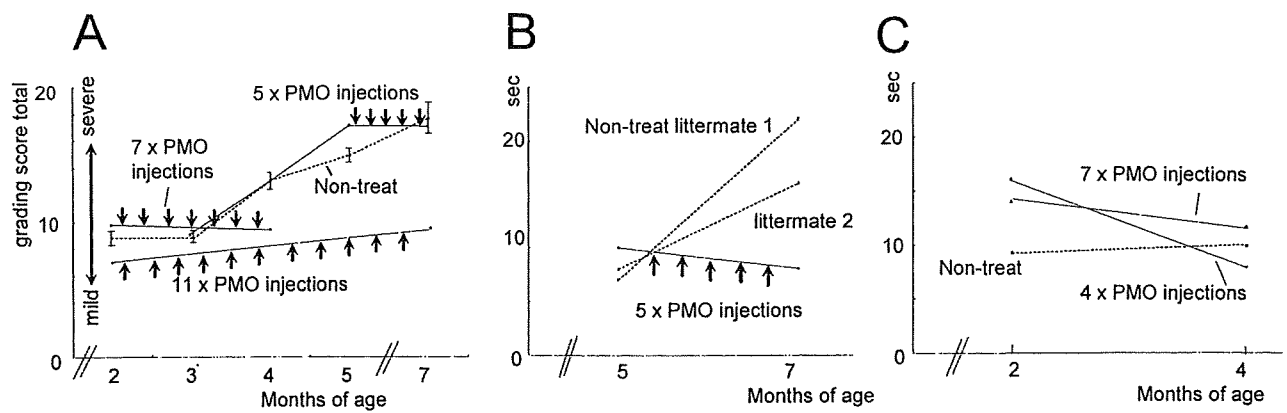 A
grading score total
severe
mild
20
10
0
5 x PMO injections
7 x PMO
injections
Non-treat
11 x PMO injections
2
3
4
5
7
Months of age
B
sec
20
10
0
Non-treat littermate 1
littermate 2
5 x PMO injections
5
7
Months of age
C
sec
20
10
0
7 x PMO injections
Non-treat
4 x PMO injections
2
4
Months of age